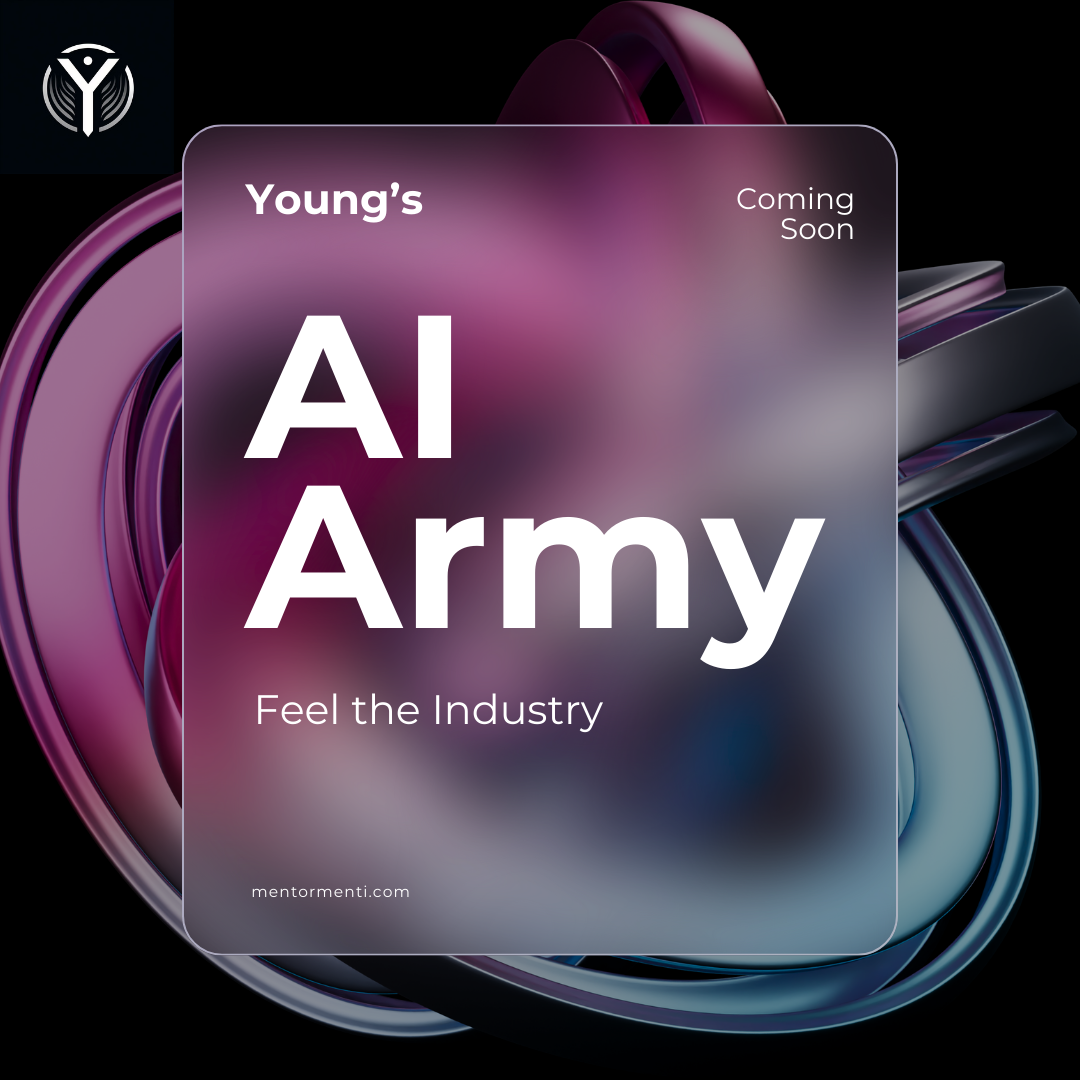 Young’s
Coming
Soon
AI
Army
Feel the Industry
mentormenti.com